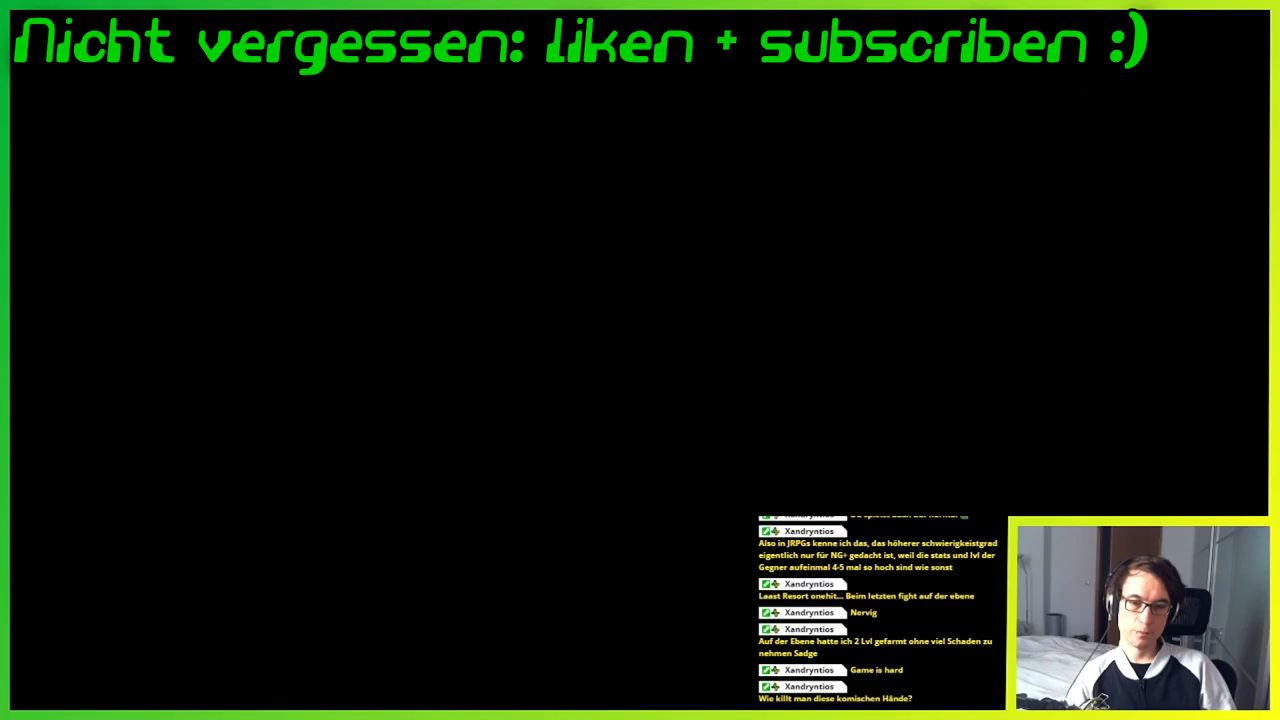 Nicht vergessen: liken + subscriben :)
Xandryntios
Also in JRPGs kenne ich das, das höherer schwierigkeistgrad
eigentlich nur für NG+ gedacht ist, weil die stats und lvl der
Gegner aufeinmal 4-5 mal so hoch sind wie sonst
Xandryntios
Laast Resort onehit... Beim letzten fight auf der ebene
Xandryntios Nervig
Xandryntios
Auf der Ebene hatte ich 2 Lvl gefarmt ohne viel Schaden zu
nehmen Sadge
Xandryntios Game is hard
Xandryntios
Wie killt man diese komischen Hände?